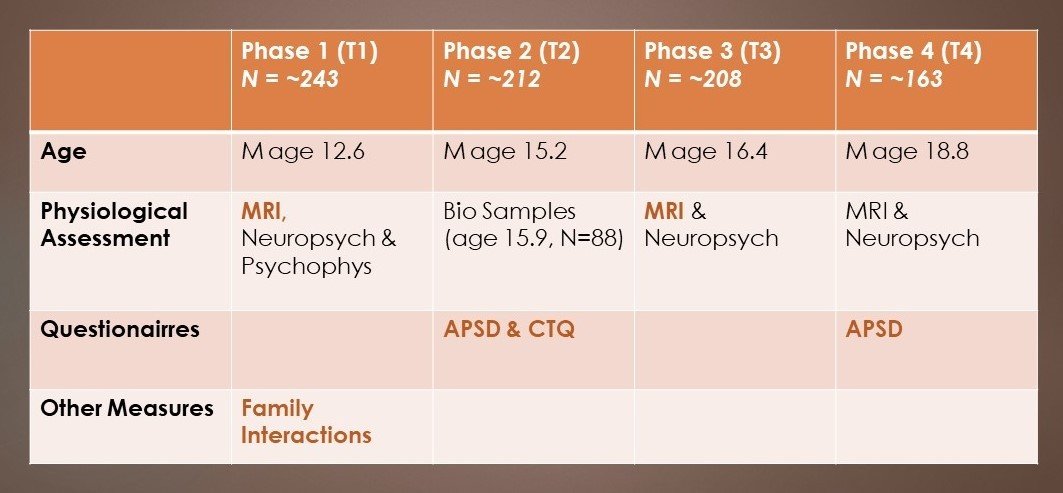 Phase 1 (T1) Phase 2 (T2) Phase 3 (T3) Phase 4 (T4)
N = ~243 N = ~212 N = ~208 N = ~163
Age M age 12.6 M age 15.2 M age 16.4 M age 18.8
Physiological MRI, Bio Samples MRI & MRI &
Assessment Neuropsych & (age 15.9, N=88) Neuropsych Neuropsych
Psychophys
Questionairres APSD & CTQ APSD
Other Measures Family
Interactions